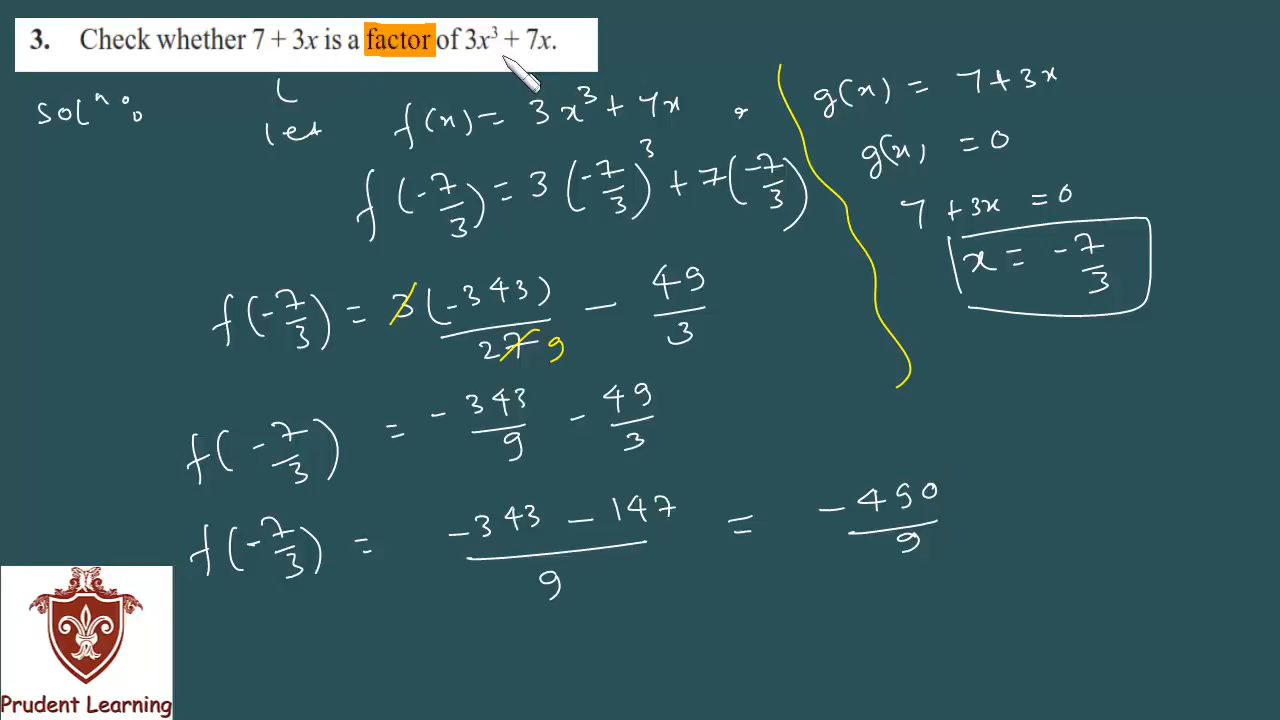 3. Check whether 7 + 3x is a factor of 3x³ + 7x.
Solⁿ: let f(x) = 3x³ + 7x,
f(-7/3) = 3(-7/3)³ + 7(-7/3)
f(-7/3) = 3(-343)/27 9 - 49/3
f(-7/3) = -343/9 - 49/3
f(-7/3) = -343 - 147/9 = -490/9
g(x) = 7+3x
g(x) = 0
7 + 3x = 0
x = -7/3
Prudent Learning